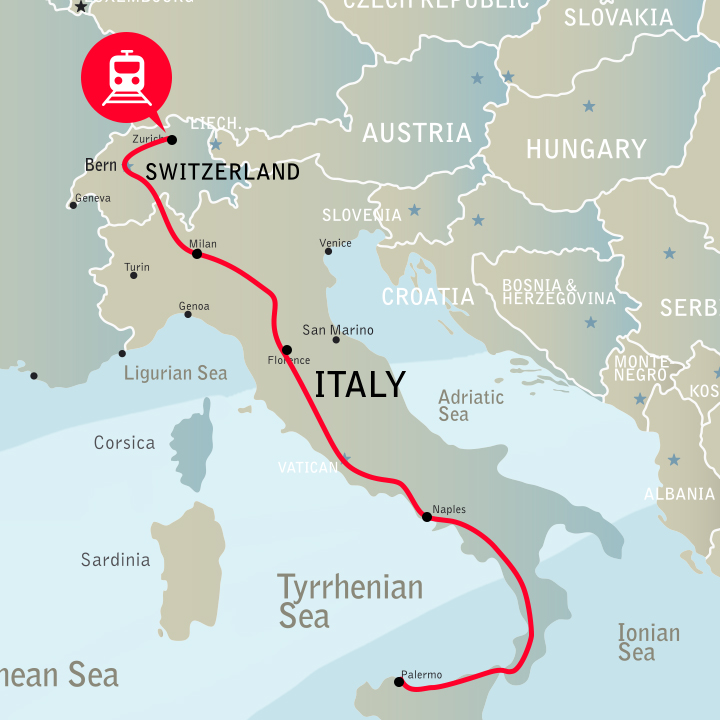 LUXEMBOURG
CZECH REPUBLIC
SLOVAKIA
LIECH.
AUSTRIA
Zurich
HUNGARY
Bern
SWITZERLAND
Geneva
SLOVENIA
Milan
Venice
Turin
BOSNIA &
HERZEGOVINA
CROATIA
Genoa
SERB
San Marino
Florence
MONTE
NEGRO
Ligurian Sea
ITALY
KOS
Adriatic
Sea
Corsica
VATICAN
ALBANIA
Naples
Sardinia
Tyrrhenian
Sea
Ionian
Sea
nean Sea
Palermo